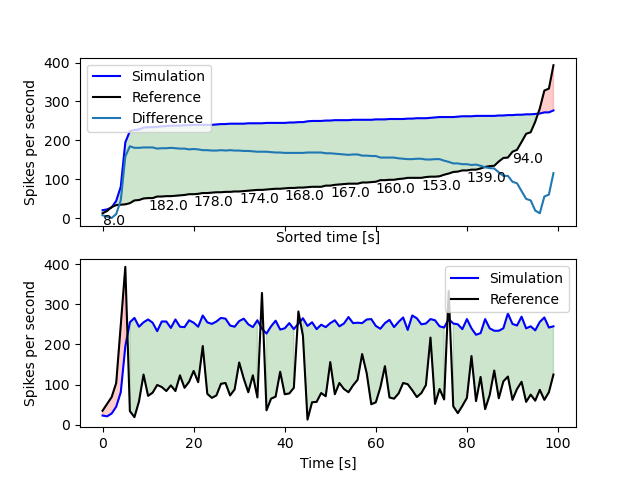 400
300
200
100
0
Spikes per second
Simulation
Reference
Difference
8.0
182.0
178.0
174.0
168.0
167.0
160.0
153.0
139.0
94.0
Sorted time [s]
400
300
200
100
0
Spikes per second
Simulation
Reference
0
20
40
60
80
100
Time [s]